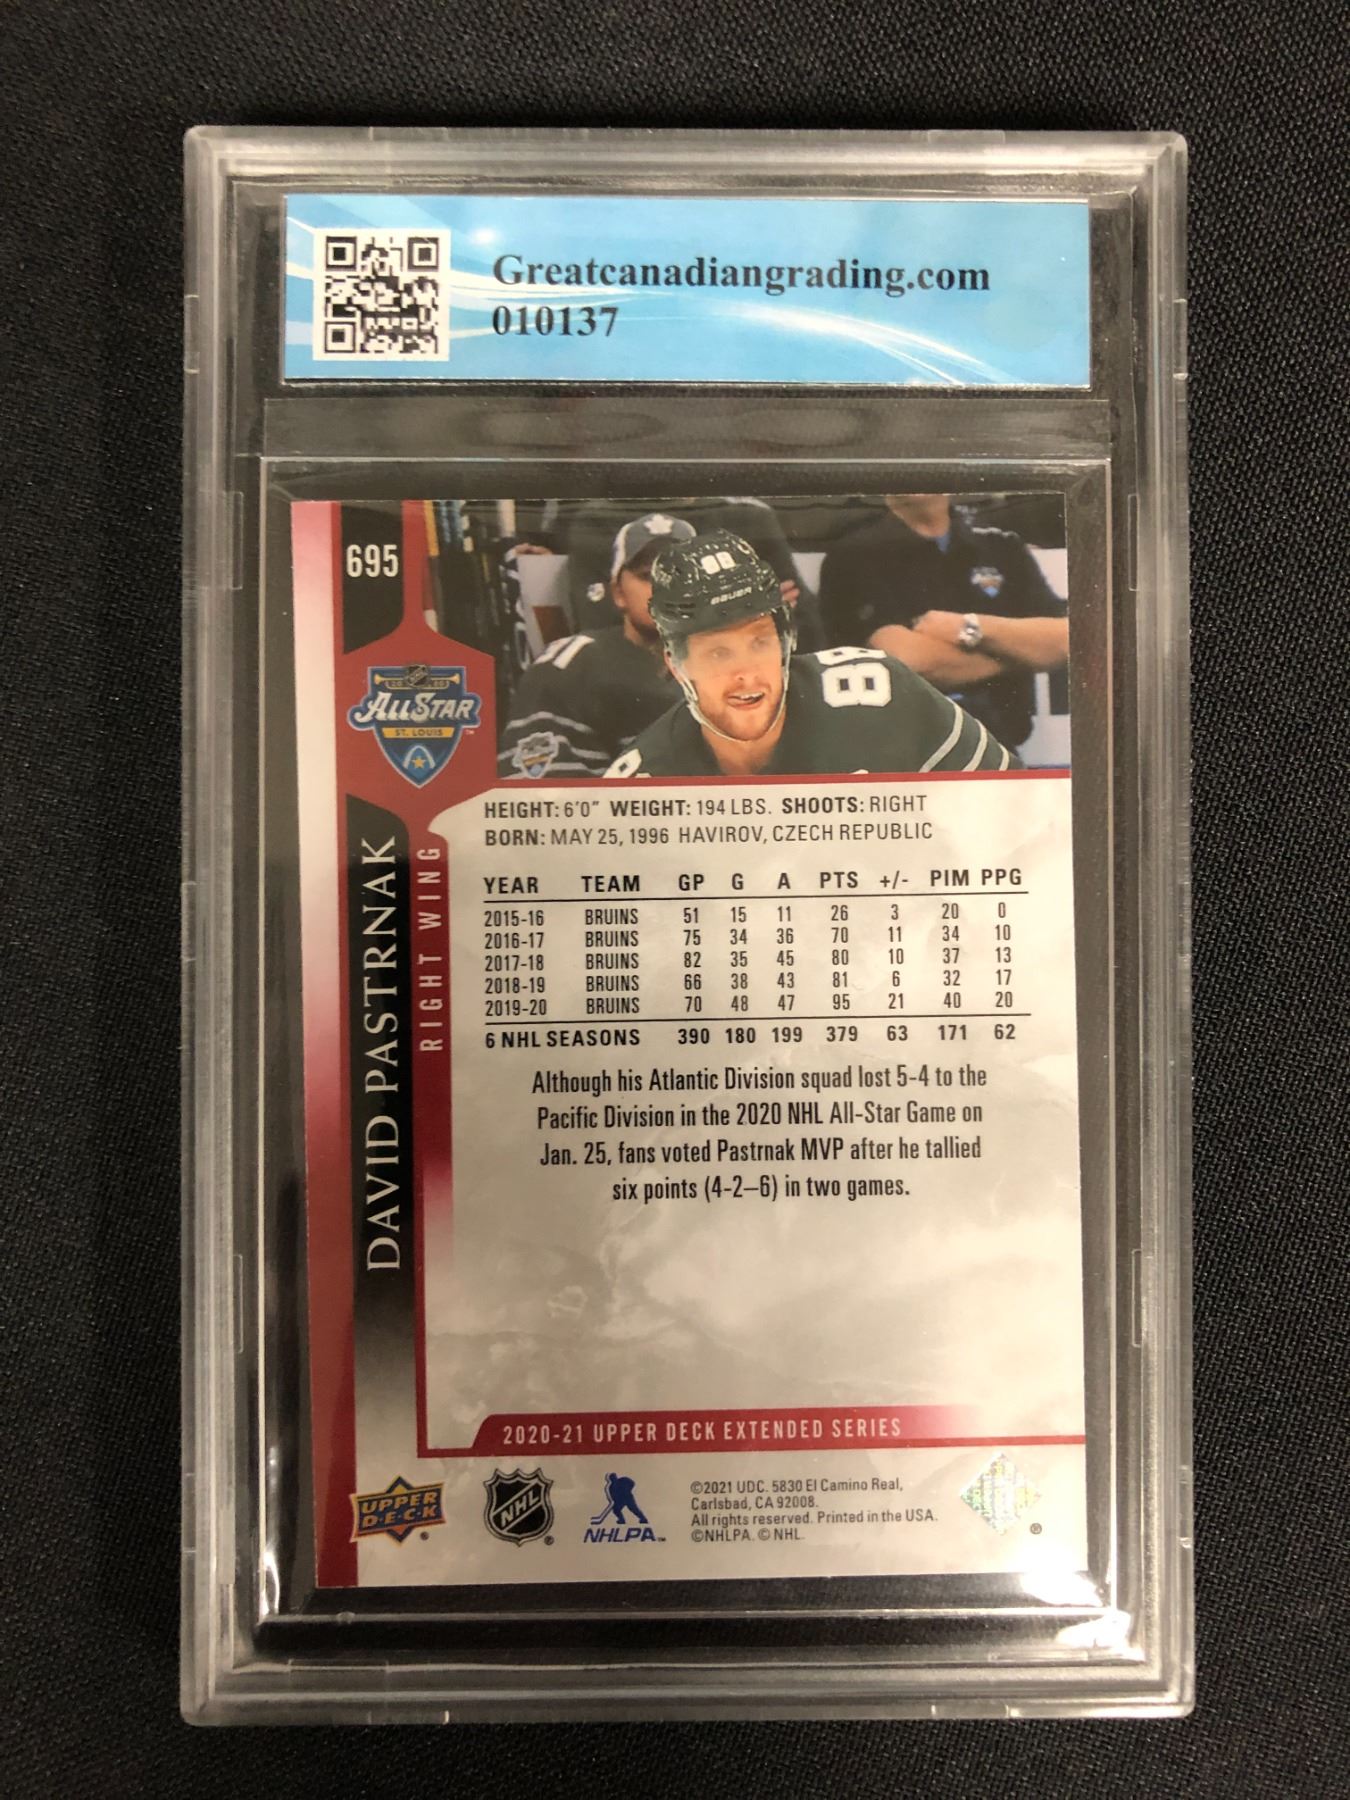 Greatcanadiangrading.com
010137
695
88
BAUER
88
ALL STAR
ST. LOUIS
DAVID PASTRNAK
RIGHT WING
HEIGHT: 6'0" WEIGHT: 194 LBS. SHOOTS: RIGHT
BORN: MAY 25, 1996 HAVIROV, CZECH REPUBLIC
YEAR TEAM GP G A PTS +/- PIM PPG
2015-16 BRUINS 51 15 11 26 3 20 0
2016-17 BRUINS 75 34 36 70 11 34 10
2017-18 BRUINS 82 35 45 80 10 37 13
2018-19 BRUINS 66 38 43 81 6 32 17
2019-20 BRUINS 70 48 47 95 21 40 20
6 NHL SEASONS 390 180 199 379 63 171 62
Although his Atlantic Division squad lost 5-4 to the
Pacific Division in the 2020 NHL All-Star Game on
Jan. 25, fans voted Pastrnak MVP after he tallied
six points (4-2–6) in two games.
2020-21 UPPER DECK EXTENDED SERIES
UPPER
D·E·C·K
®
NHL
®
NHLPA™
©2021 UDC. 5830 El Camino Real,
Carlsbad, CA 92008.
All rights reserved. Printed in the USA.
©NHLPA. © NHL.
®